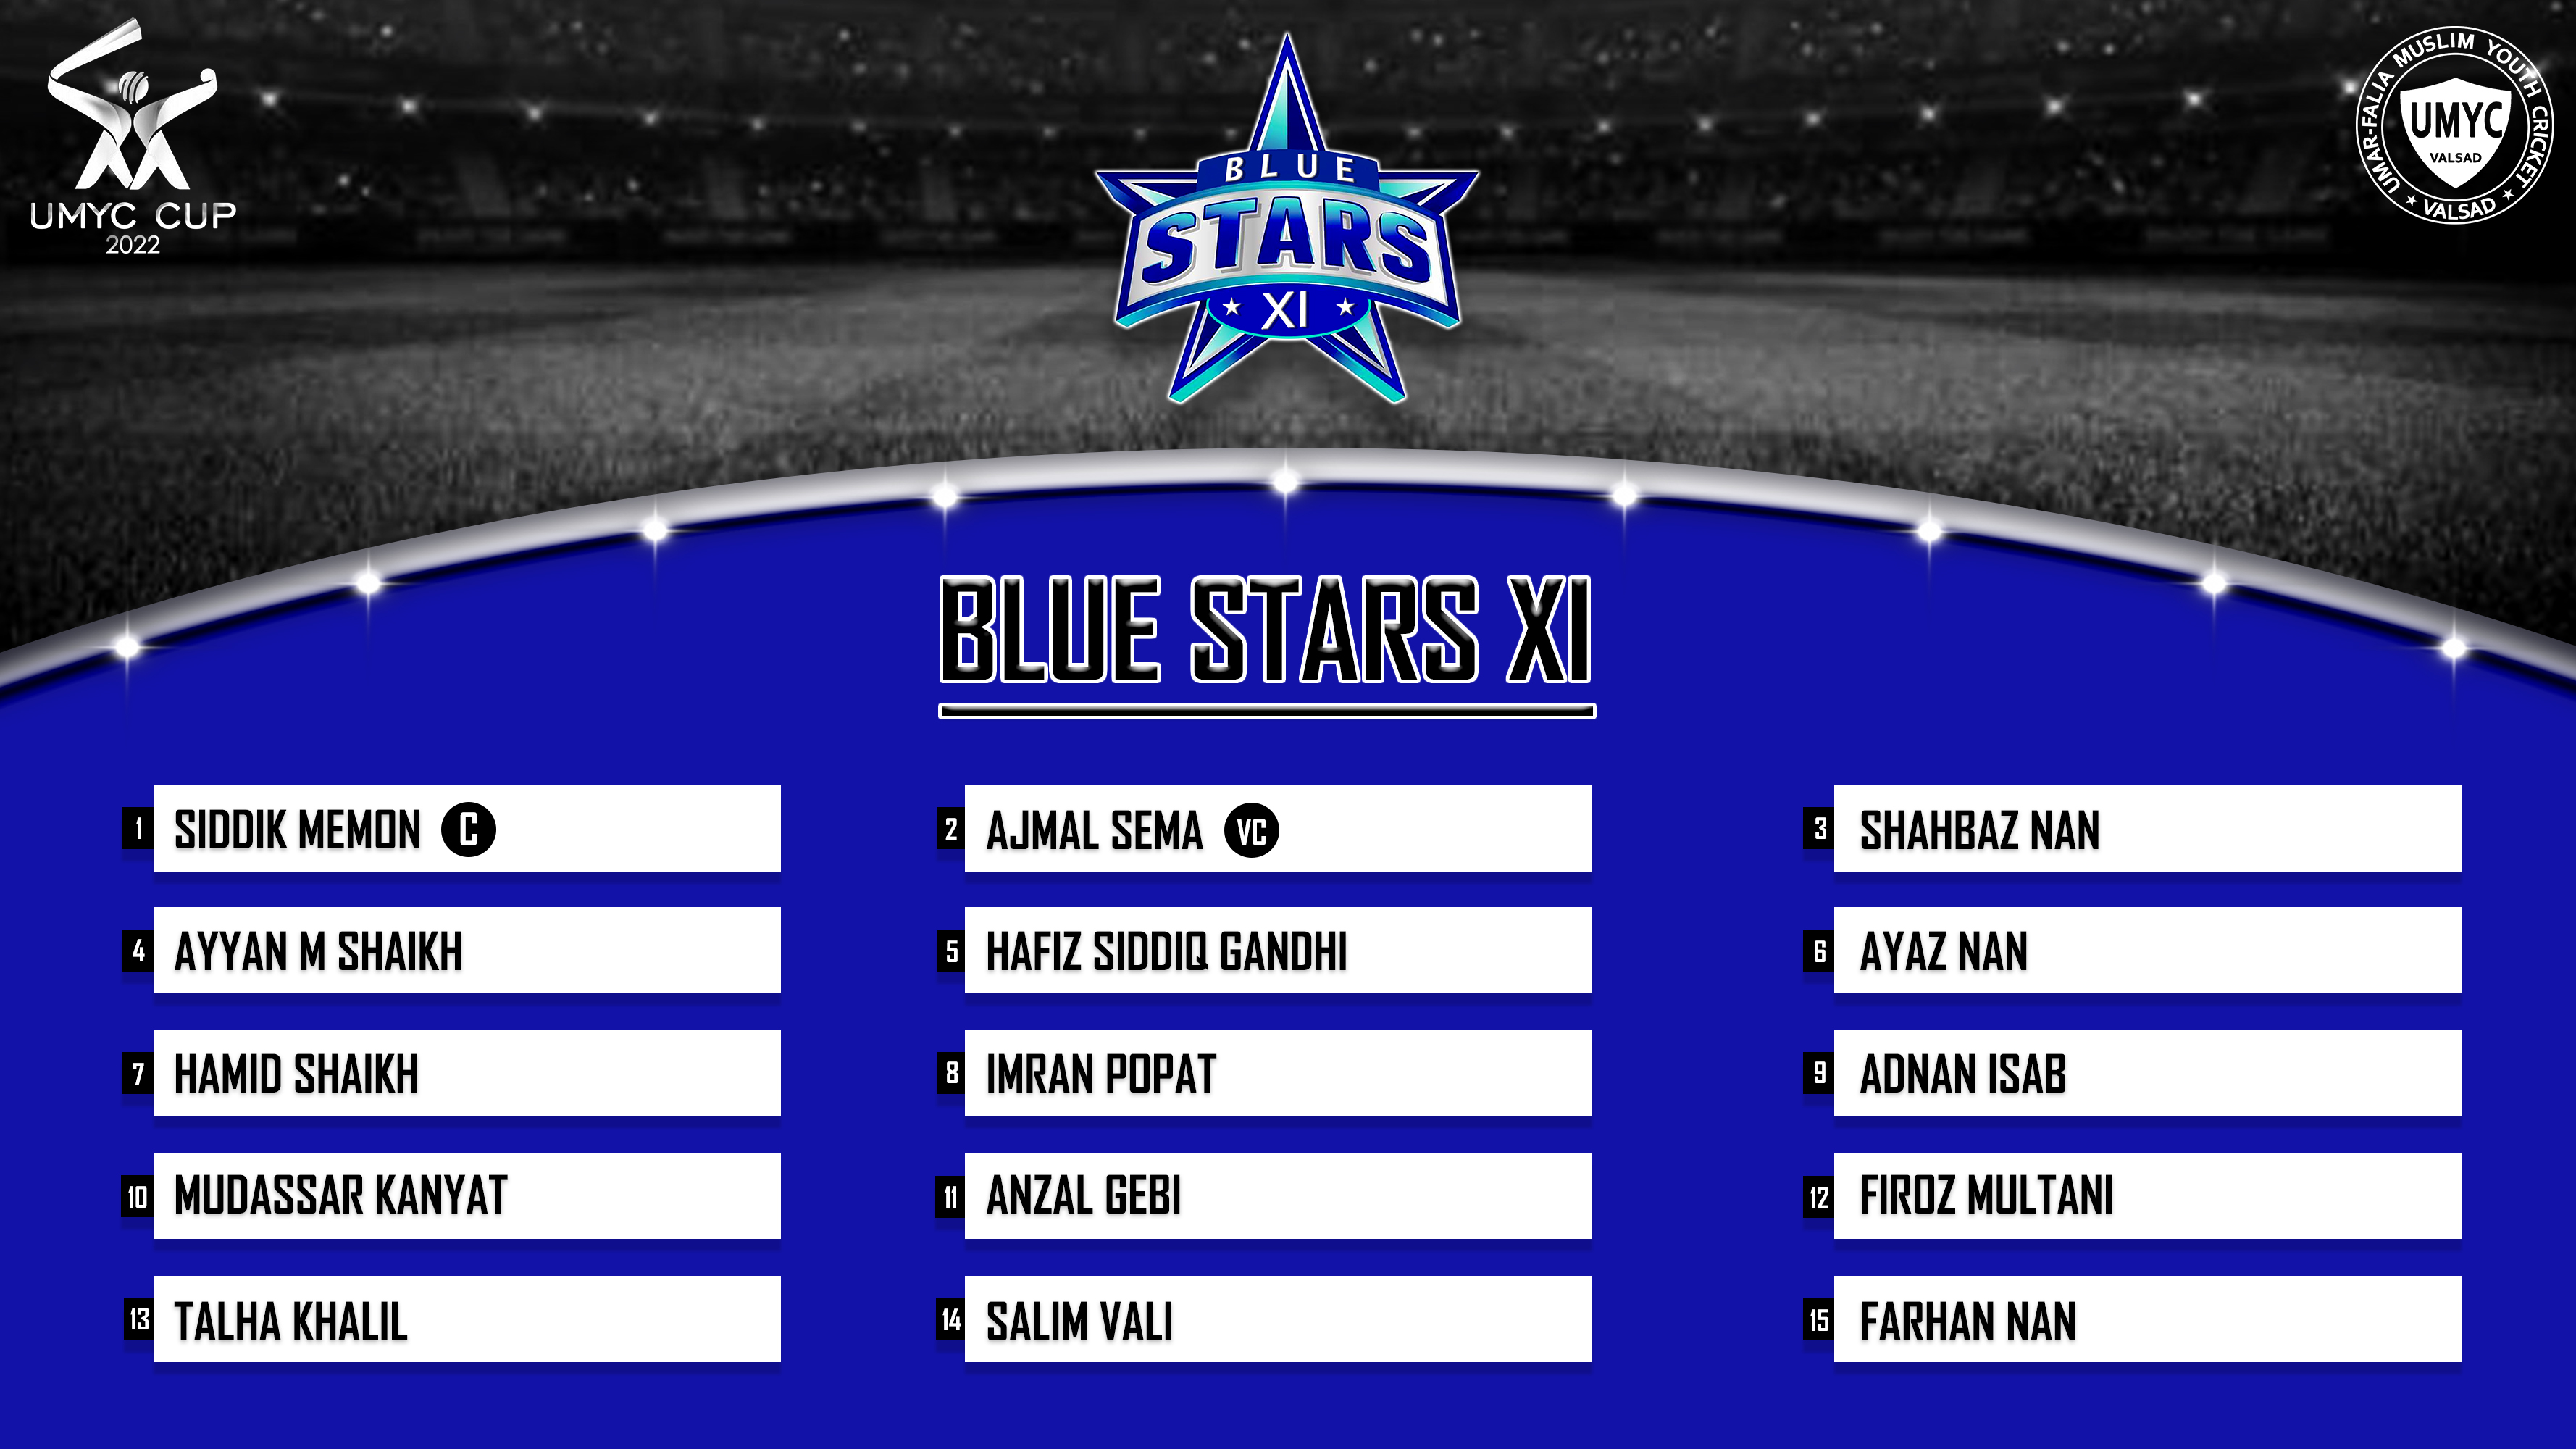 UMYC CUP
2022
BLUE
STARS
XI
UMAR-FALIA MUSLIM YOUTH CRICKET
UMYC
VALSAD
VALSAD
BLUE STARS XI
1 SIDDIK MEMON C
2 AJMAL SEMA VC
3 SHAHBAZ NAN
4 AYYAN M SHAIKH
5 HAFIZ SIDDIQ GANDHI
6 AYAZ NAN
7 HAMID SHAIKH
8 IMRAN POPAT
9 ADNAN ISAB
10 MUDASSAR KANYAT
11 ANZAL GEBI
12 FIROZ MULTANI
13 TALHA KHALIL
14 SALIM VALI
15 FARHAN NAN